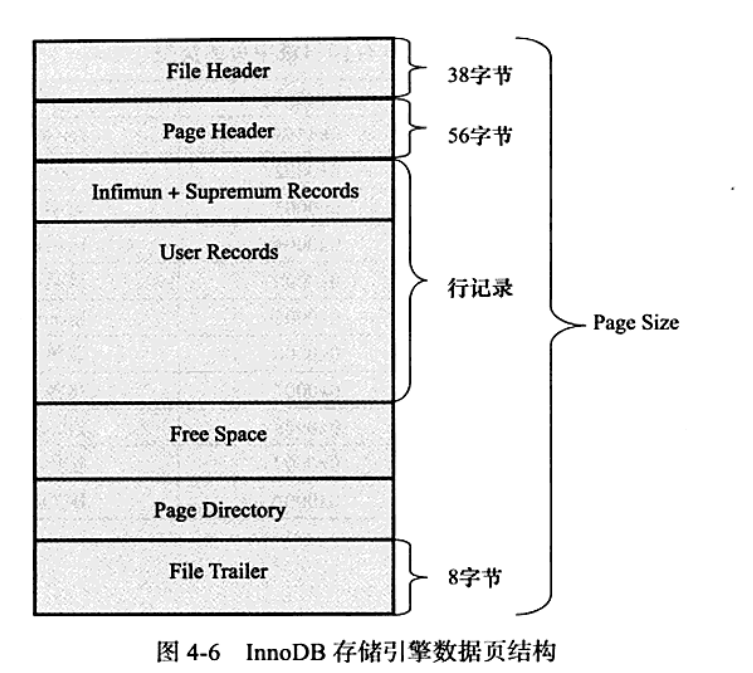 File Header
38字节
Page Header
56字节
Infimun + Supremum Records
User Records
行记录
Page Size
Free Space
Page Directory
File Trailer
8字节
图 4-6 InnoDB 存储引擎数据页结构